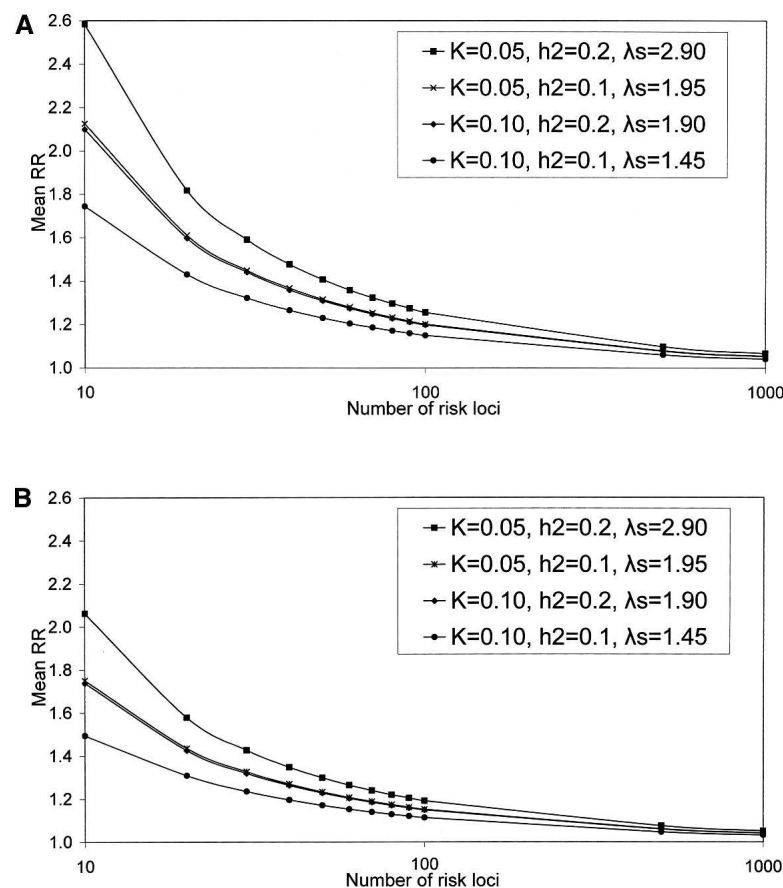 A
2.6
2.4
2.2
2.0
1.8
1.6
1.4
1.2
1.0
Mean RR
K=0.05, h2=0.2, λs=2.90
K=0.05, h2=0.1, λs=1.95
K=0.10, h2=0.2, λs=1.90
K=0.10, h2=0.1, λs=1.45
10
100
1000
Number of risk loci
B
2.6
2.4
2.2
2.0
1.8
1.6
1.4
1.2
1.0
Mean RR
K=0.05, h2=0.2, λs=2.90
K=0.05, h2=0.1, λs=1.95
K=0.10, h2=0.2, λs=1.90
K=0.10, h2=0.1, λs=1.45
10
100
1000
Number of risk loci